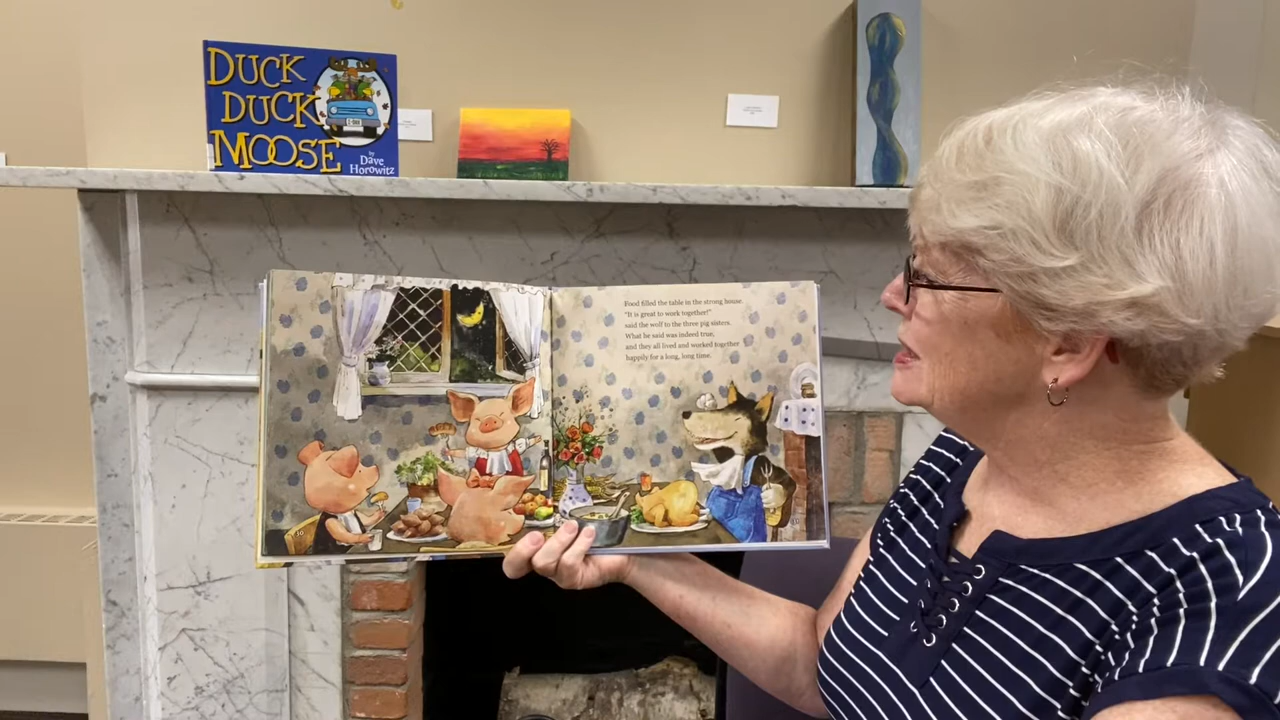 DUCK
DUCK
MOOSE
by
Dave
Horowitz
Food filled the table in the strong house.
"It is great to work together!"
said the wolf to the three pig sisters.
What he said was indeed true,
and they all lived and worked together
happily for a long, long time.
30